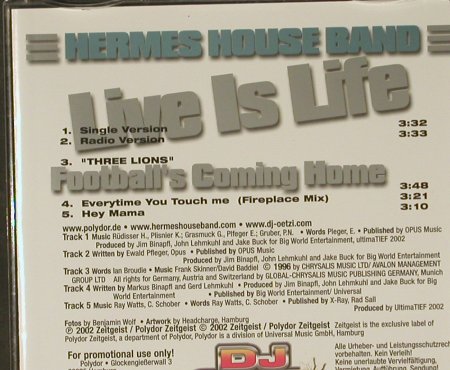 HERMES HOUSE BAND
Live Is Life
1. Single Version 3:32
2. Radio Version 3:33
3. "THREE LIONS"
Football's Coming Home 3:48
4. Everytime You Touch me (Fireplace Mix) 3:21
5. Hey Mama 3:10
www.polydor.de • www.hermeshouseband.com • www.dj-oetzi.com
Track 1 Music Rüdisser H., Plisnier K.; Grasmuck G., Pfleger E.; Gruber, P.N. • Words Pleger, E. • Published by OPUS Music
Produced by Jim Binapfl, John Lehmkuhl and Jake Buck for Big World Entertainment, ultimaTIEF 2002
Track 2 Written by Ewald Pfleger, Opus • Published by OPUS Music
Produced by Jim Binapfl, John Lehmkuhl and Jake Buck for Big World Entertainment
Track 3 Words Ian Broudie • Music Frank Skinner/David Baddiel © 1996 by CHRYSALIS MUSIC LTD/ AVALON MANAGEMENT
GROUP LTD All rights for Germany, Austria and Switzerland by GLOBAL-CHRYSALIS MUSIC PUBLISHING GERMANY, Munich
Track 4 Written by Markus Binapfl and Gerd Lehmkuhl • Produced by Jim Binapfl, John Lehmkuhl and Jake Buck for Big
World Entertainment • Published by Big World Entertainment/ Universal
Track 5 Music Ray Watts, C. Schober • Words Ray Watts, C. Schober • Published by X-Ray, Rad Sall
Produced by UltimaTIEF 2002
Fotos by Benjamin Wolf • Artwork by Headcharge, Hamburg
℗ 2002 Zeitgeist / Polydor Zeitgeist © 2002 Zeitgeist / Polydor Zeitgeist. Zeitgeist is the exclusive label of
Polydor Zeitgeist, a department of Polydor, Polydor is a division of Universal Music GmbH, Hamburg
For promotional use only!
Polydor • Glockengießerwall 3
DJ
Alle Urheber- und Leistungsschutzrechte
vorbehalten. Kein Verleih!
Keine unerlaubte Vervielfältigung,